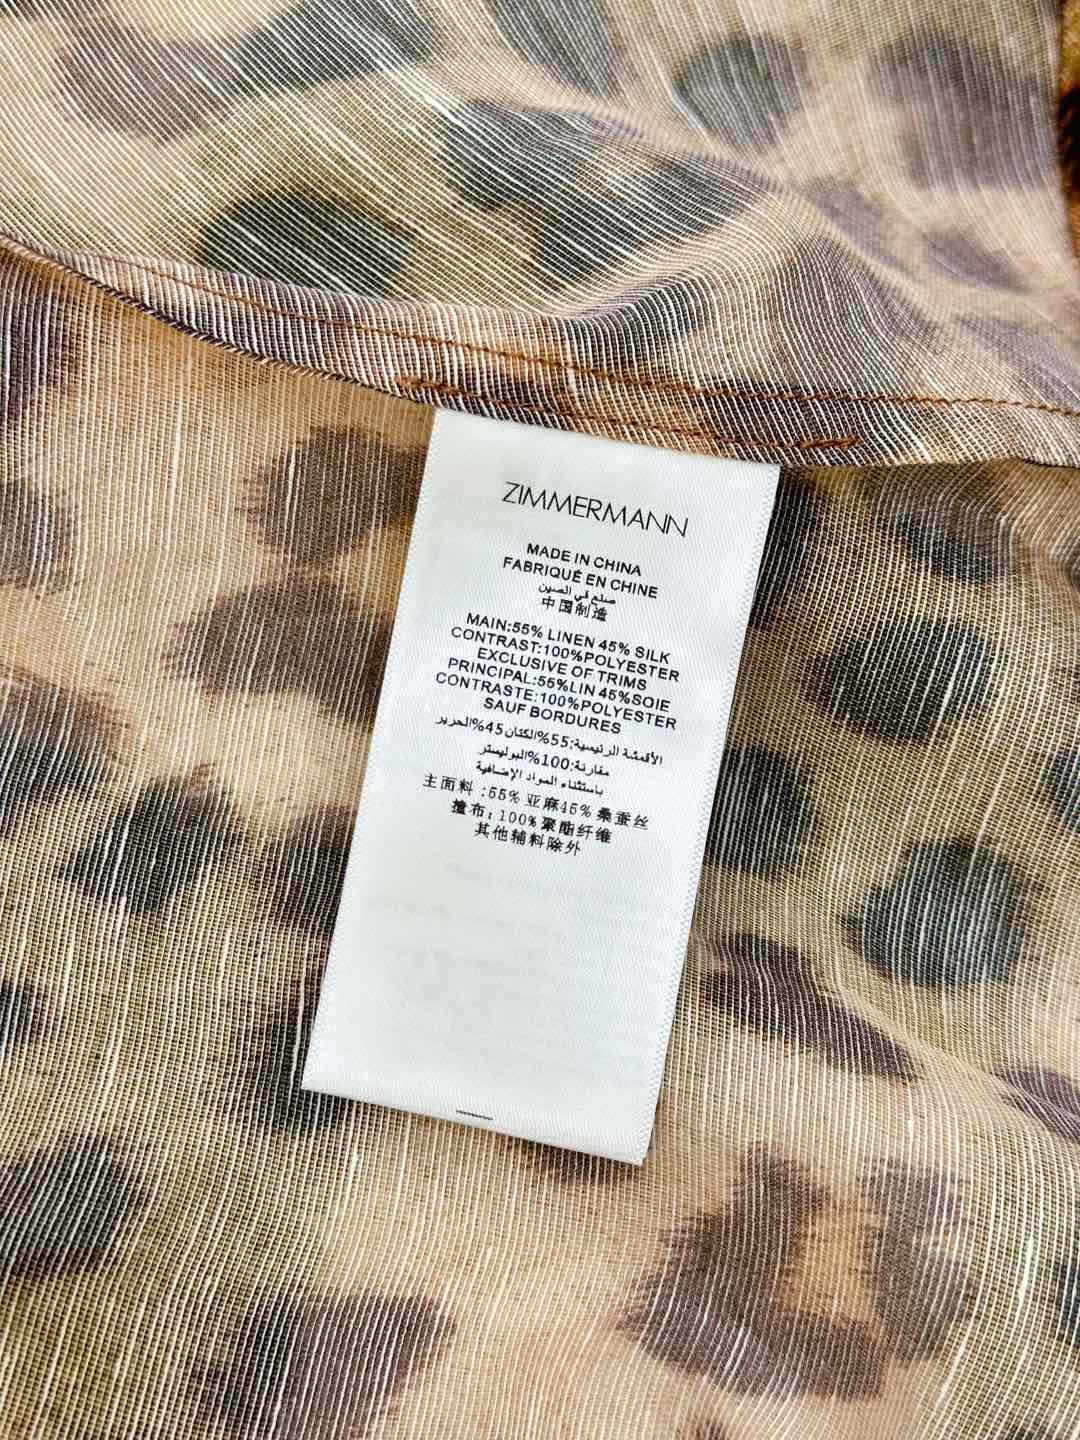 ZIMMERMANN
MADE IN CHINA
FABRIQUÉ EN CHINE
صنع في الصين
中国制造
MAIN:55% LINEN 45% SILK
CONTRAST:100%POLYESTER
EXCLUSIVE OF TRIMS
PRINCIPAL:55%LIN 45%SOIE
CONTRASTE:100%POLYESTER
SAUF BORDURES
الأقمشة الرئيسية:55%الكتان45%الحرير
مقارنة:100%البوليستر
باستثناء المواد الإضافية
主面料 :55% 亚麻45% 桑蚕丝
撞布: 100% 聚酯纤维
其他辅料除外